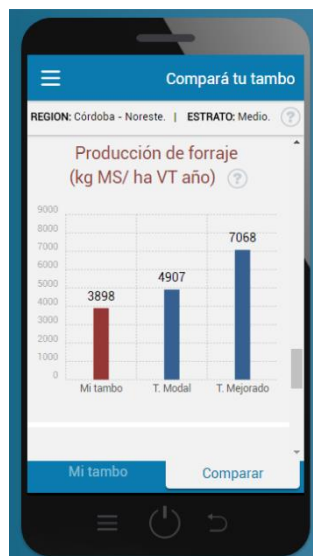 Compará tu tambo
REGION: Córdoba - Noreste. | ESTRATO: Medio. ?
Producción de forraje
(kg MS/ ha VT año) ?
9000
8000
7000
6000
5000
4000
3000
2000
1000
0
3898
4907
7068
Mi tambo T. Modal T. Mejorado
Mi tambo Comparar